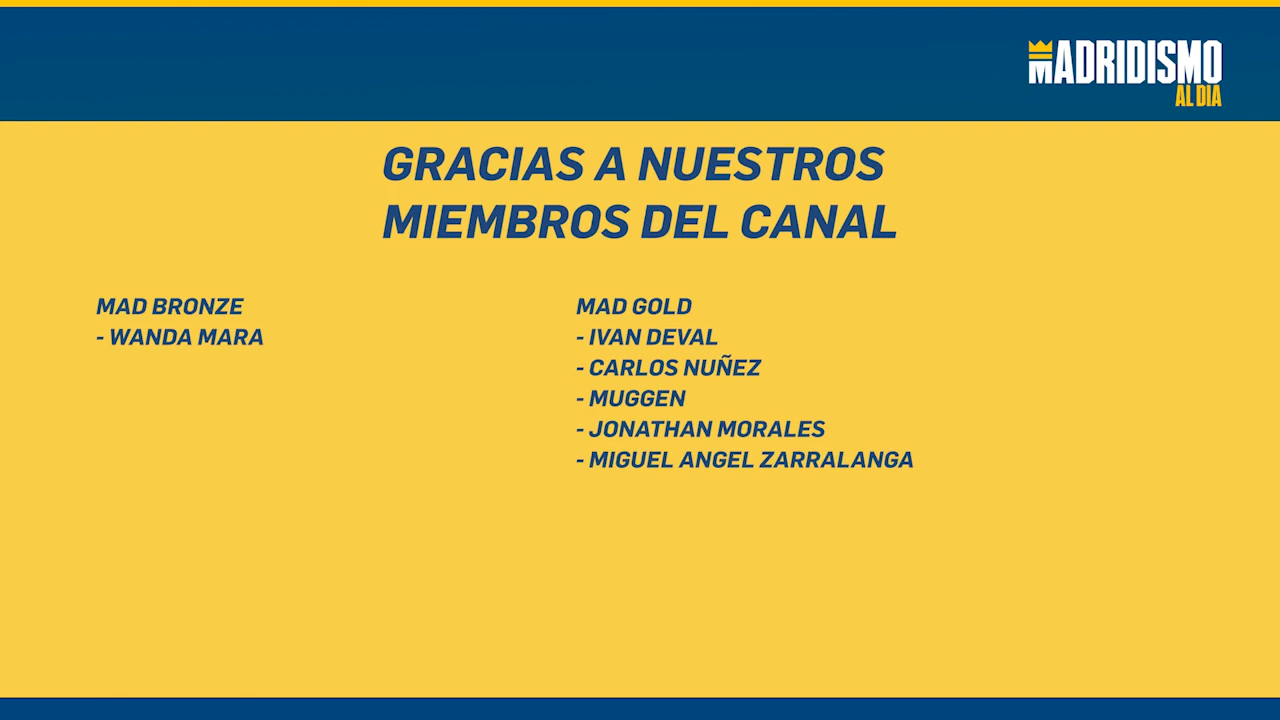 MADRIDISMO
AL DIA
GRACIAS A NUESTROS
MIEMBROS DEL CANAL
MAD BRONZE
- WANDA MARA
MAD GOLD
- IVAN DEVAL
- CARLOS NUÑEZ
- MUGGEN
- JONATHAN MORALES
- MIGUEL ANGEL ZARRALANGA